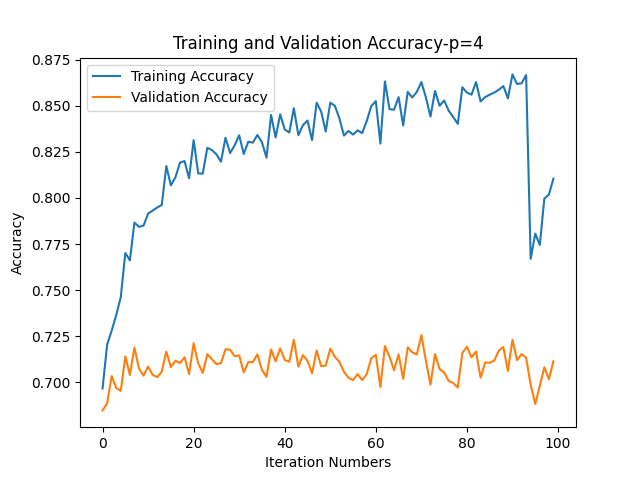 Training and Validation Accuracy-p=4
Training Accuracy
Validation Accuracy
0.875
0.850
0.825
0.800
0.775
0.750
0.725
0.700
Accuracy
0
20
40
60
80
100
Iteration Numbers